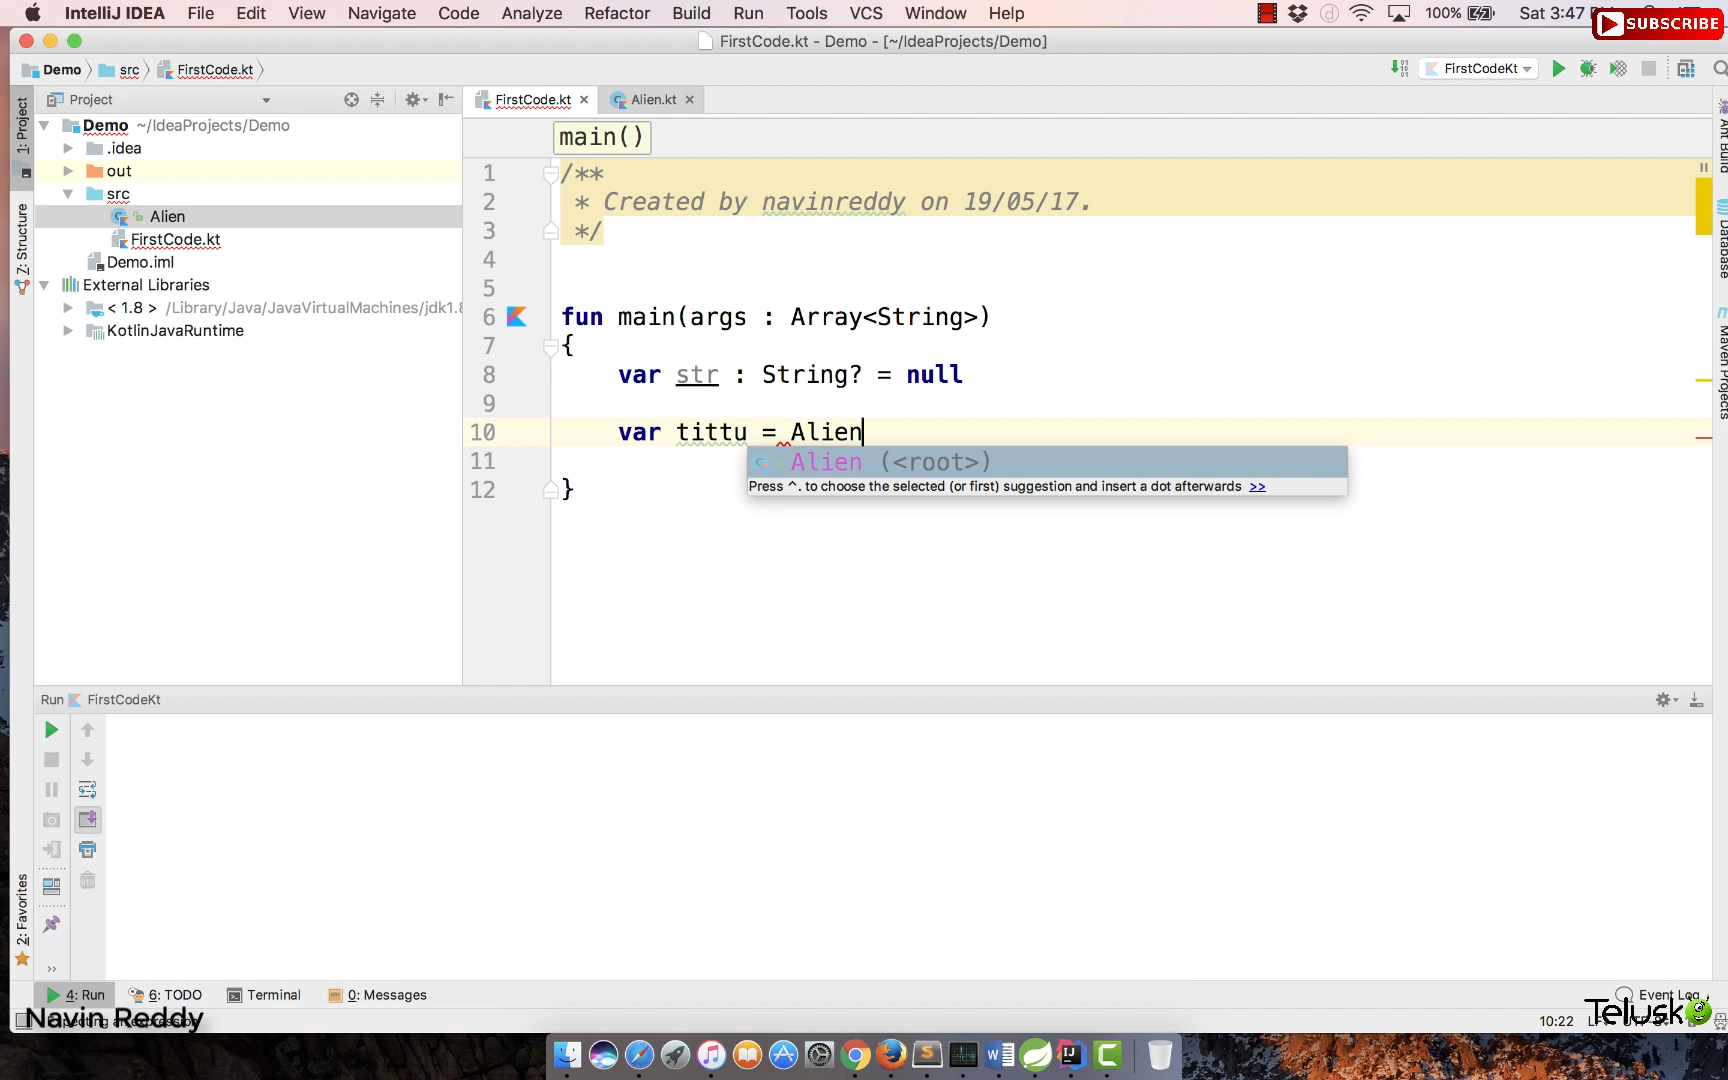 IntelliJ IDEA File Edit View Navigate Code Analyze Refactor Build Run Tools VCS Window Help 100% Sat 3:47
SUBSCRIBE
FirstCode.kt - Demo - [~/IdeaProjects/Demo]
Demo src FirstCode.kt
FirstCodeKt
1: Project
Z: Structure
2: Favorites
Project
Demo ~/IdeaProjects/Demo
.idea
out
src
Alien
FirstCode.kt
Demo.iml
External Libraries
< 1.8 > /Library/Java/JavaVirtualMachines/jdk1.8
KotlinJavaRuntime
FirstCode.kt Alien.kt
main()
1 /**
2 * Created by navinreddy on 19/05/17.
3 */
4
5
6 fun main(args : Array<String>)
7 {
8 var str : String? = null
9
10 var tittu = Alien
11
12 }
Alien (<root>)
Press ^. to choose the selected (or first) suggestion and insert a dot afterwards >>
Ant Build
Database
Maven Projects
Run FirstCodeKt
4: Run 6: TODO Terminal 0: Messages Event Log
Navin Reddy
Expecting an expression
10:22
Telusko